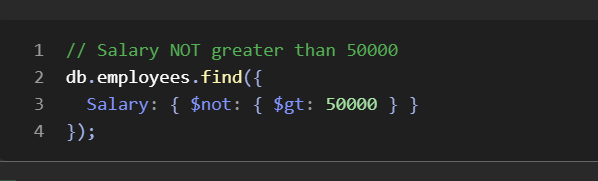 1 // Salary NOT greater than 50000
2 db.employees.find({
3   Salary: { $not: { $gt: 50000 } }
4 });